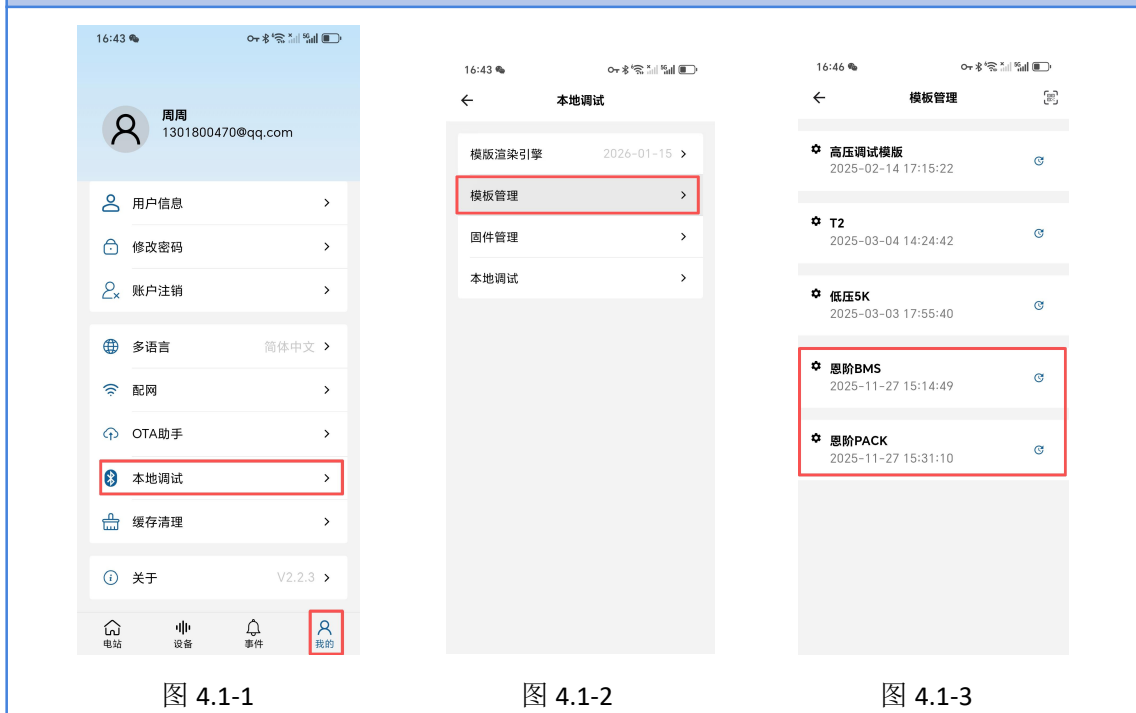 16:43
周周
1301800470@qq.com
用户信息
修改密码
账户注销
多语言 简体中文
配网
OTA助手
本地调试
缓存清理
关于 V2.2.3
电站 设备 事件 我的
图 4.1-1
16:43
本地调试
模版渲染引擎 2026-01-15
模板管理
固件管理
本地调试
图 4.1-2
16:46
模板管理
高压调试模版
2025-02-14 17:15:22
T2
2025-03-04 14:24:42
低压5K
2025-03-03 17:55:40
恩阶BMS
2025-11-27 15:14:49
恩阶PACK
2025-11-27 15:31:10
图 4.1-3